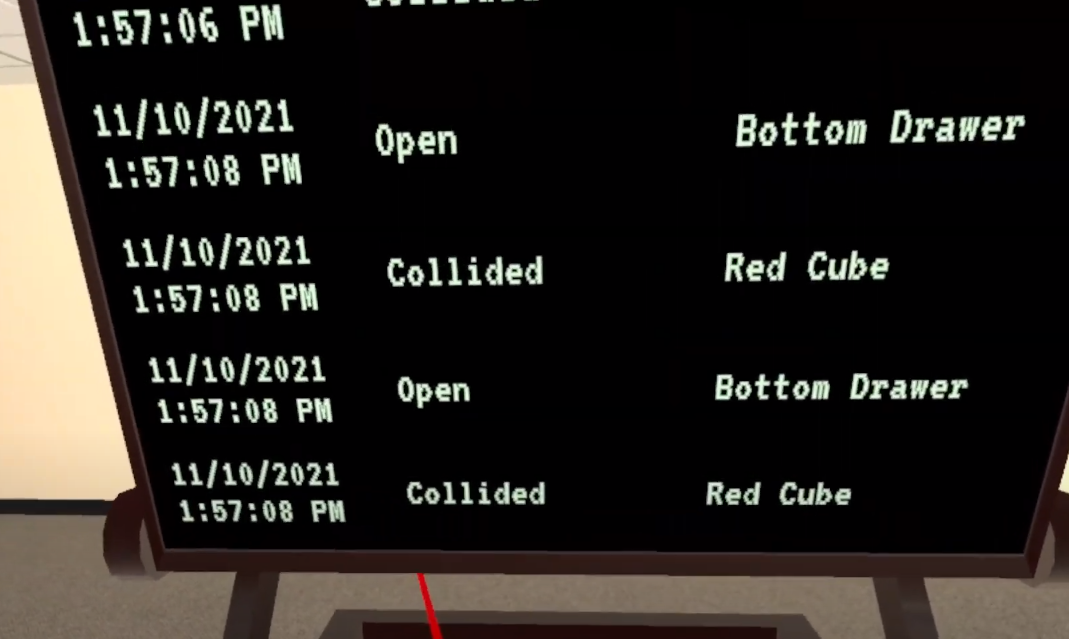 1:57:06 PM
11/10/2021
1:57:08 PM
Open
Bottom Drawer
11/10/2021
1:57:08 PM
Collided
Red Cube
11/10/2021
1:57:08 PM
Open
Bottom Drawer
11/10/2021
1:57:08 PM
Collided
Red Cube